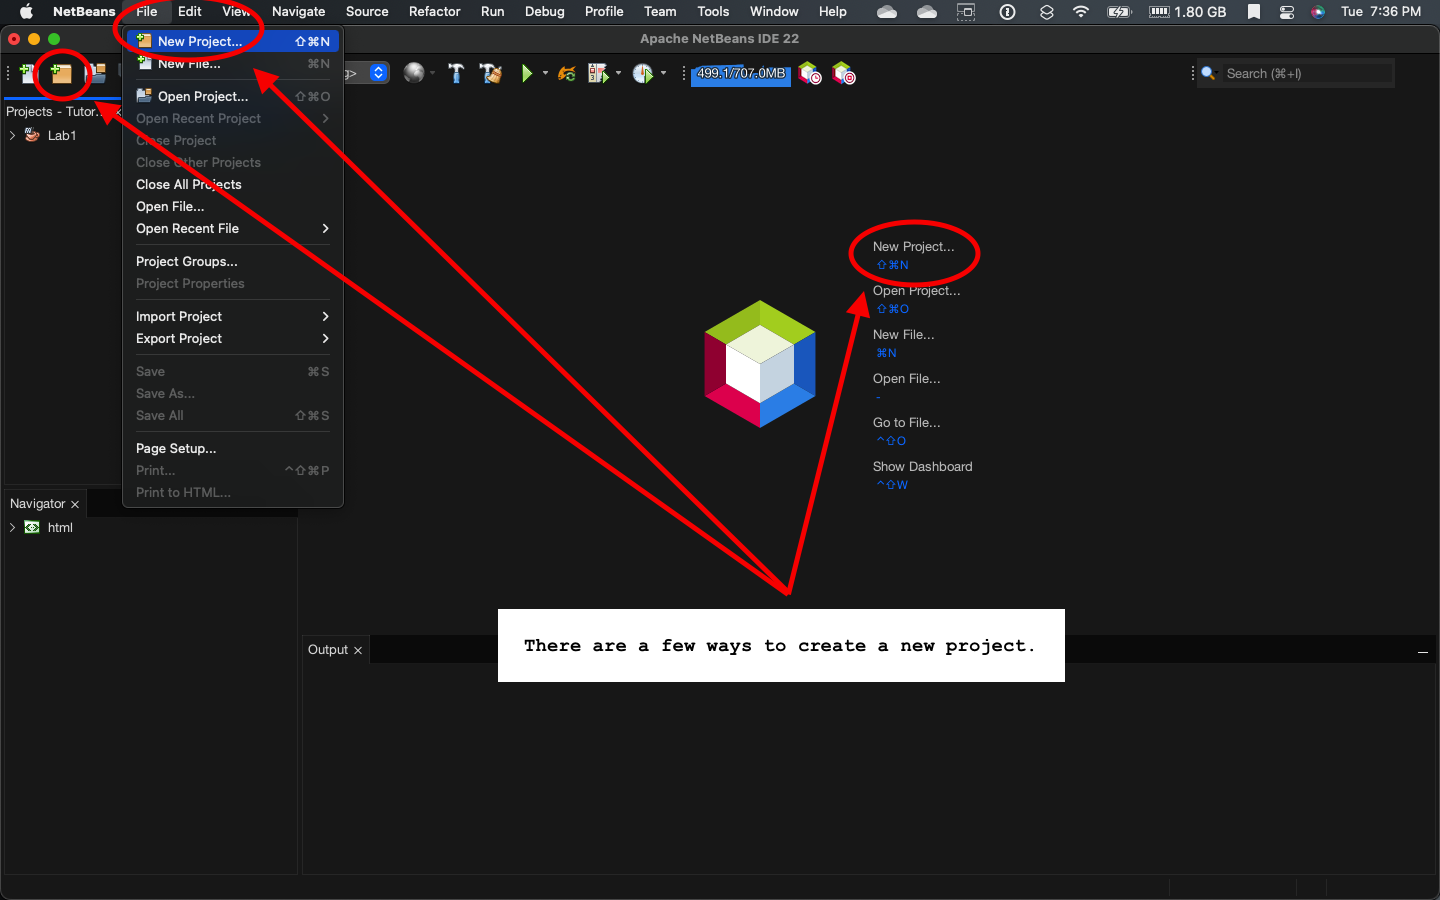 NetBeans File Edit View Navigate Source Refactor Run Debug Profile Team Tools Window Help 1.80 GB Tue 7:36 PM
Apache NetBeans IDE 22
499.1/707.0MB
Search (⌘+I)
Projects - Tutor...
Lab1
New Project... ⇧⌘N
New File... ⌘N
Open Project... ⇧⌘O
Open Recent Project
Close Project
Close Other Projects
Close All Projects
Open File...
Open Recent File
Project Groups...
Project Properties
Import Project
Export Project
Save ⌘S
Save As...
Save All ⇧⌘S
Page Setup...
Print... ^⇧⌘P
Print to HTML...
New Project...
⇧⌘N
Open Project...
⇧⌘O
New File...
⌘N
Open File...
-
Go to File...
^⇧O
Show Dashboard
^⇧W
Navigator
html
There are a few ways to create a new project.
Output